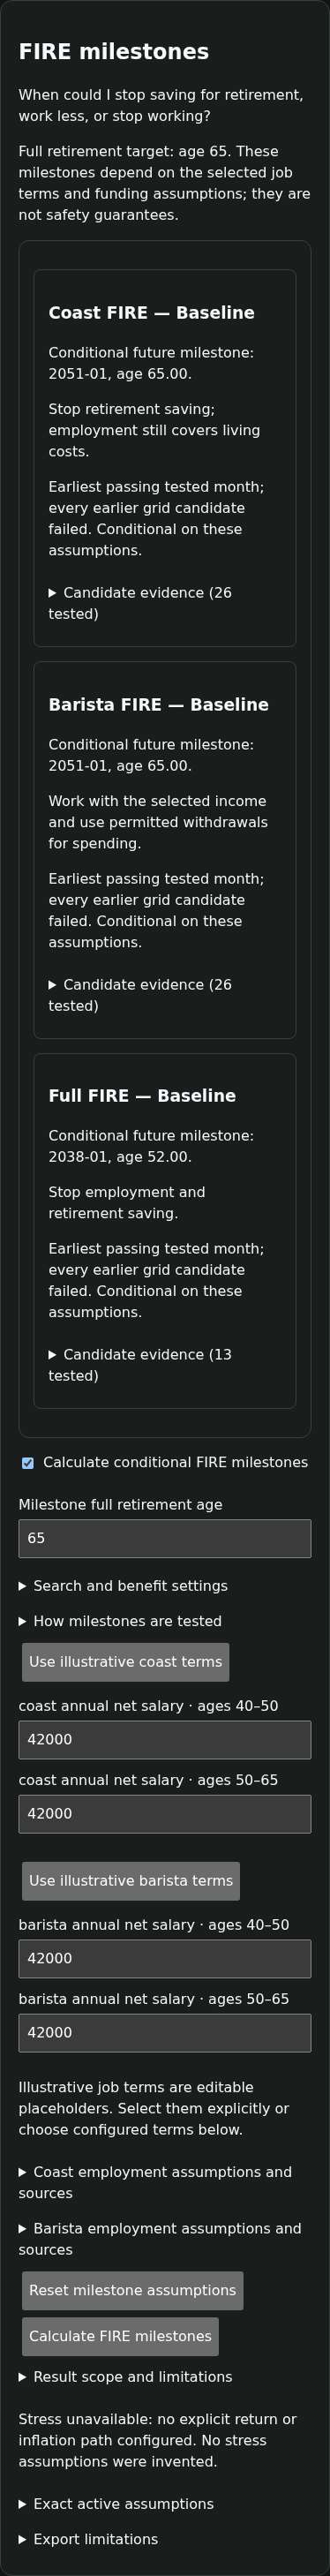 FIRE milestones
When could I stop saving for retirement,
work less, or stop working?
Full retirement target: age 65. These
milestones depend on the selected job
terms and funding assumptions; they are
not safety guarantees.
Coast FIRE — Baseline
Conditional future milestone:
2051-01, age 65.00.
Stop retirement saving;
employment still covers living
costs.
Earliest passing tested month;
every earlier grid candidate
failed. Conditional on these
assumptions.
▶ Candidate evidence (26
tested)
Barista FIRE — Baseline
Conditional future milestone:
2051-01, age 65.00.
Work with the selected income
and use permitted withdrawals
for spending.
Earliest passing tested month;
every earlier grid candidate
failed. Conditional on these
assumptions.
▶ Candidate evidence (26
tested)
Full FIRE — Baseline
Conditional future milestone:
2038-01, age 52.00.
Stop employment and
retirement saving.
Earliest passing tested month;
every earlier grid candidate
failed. Conditional on these
assumptions.
▶ Candidate evidence (13
tested)
Calculate conditional FIRE milestones
Milestone full retirement age
65
▶ Search and benefit settings
▶ How milestones are tested
Use illustrative coast terms
coast annual net salary · ages 40–50
42000
coast annual net salary · ages 50–65
42000
Use illustrative barista terms
barista annual net salary · ages 40–50
42000
barista annual net salary · ages 50–65
42000
Illustrative job terms are editable
placeholders. Select them explicitly or
choose configured terms below.
▶ Coast employment assumptions and
sources
▶ Barista employment assumptions and
sources
Reset milestone assumptions
Calculate FIRE milestones
▶ Result scope and limitations
Stress unavailable: no explicit return or
inflation path configured. No stress
assumptions were invented.
▶ Exact active assumptions
▶ Export limitations